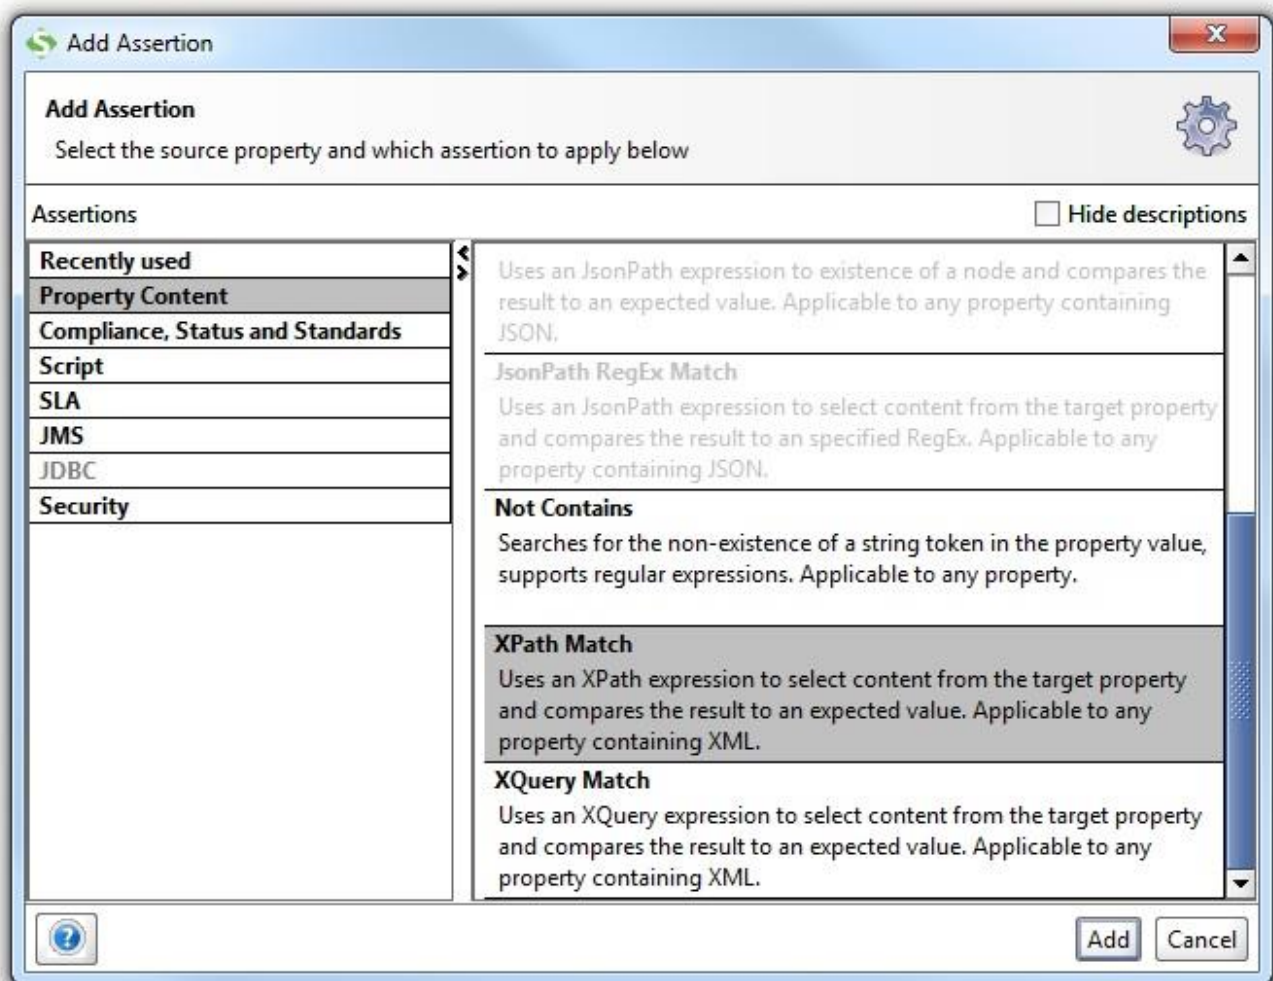 Add Assertion
Add Assertion
Select the source property and which assertion to apply below
Assertions
Hide descriptions
Recently used
Property Content
Compliance, Status and Standards
Script
SLA
JMS
JDBC
Security
Uses an JsonPath expression to existence of a node and compares the
result to an expected value. Applicable to any property containing
JSON.
JsonPath RegEx Match
Uses an JsonPath expression to select content from the target property
and compares the result to an specified RegEx. Applicable to any
property containing JSON.
Not Contains
Searches for the non-existence of a string token in the property value,
supports regular expressions. Applicable to any property.
XPath Match
Uses an XPath expression to select content from the target property
and compares the result to an expected value. Applicable to any
property containing XML.
XQuery Match
Uses an XQuery expression to select content from the target property
and compares the result to an expected value. Applicable to any
property containing XML.
Add
Cancel